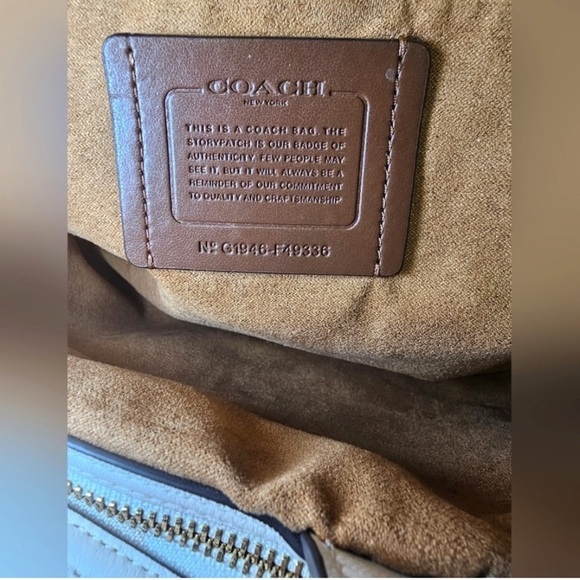 COACH
NEW YORK
THIS IS A COACH BAG. THE
STORYPATCH IS OUR BADGE OF
AUTHENTICITY. FEW PEOPLE MAY
SEE IT, BUT IT WILL ALWAYS BE A
REMINDER OF OUR COMMITMENT
TO QUALITY AND CRAFTSMANSHIP
Nº G1946-F49336